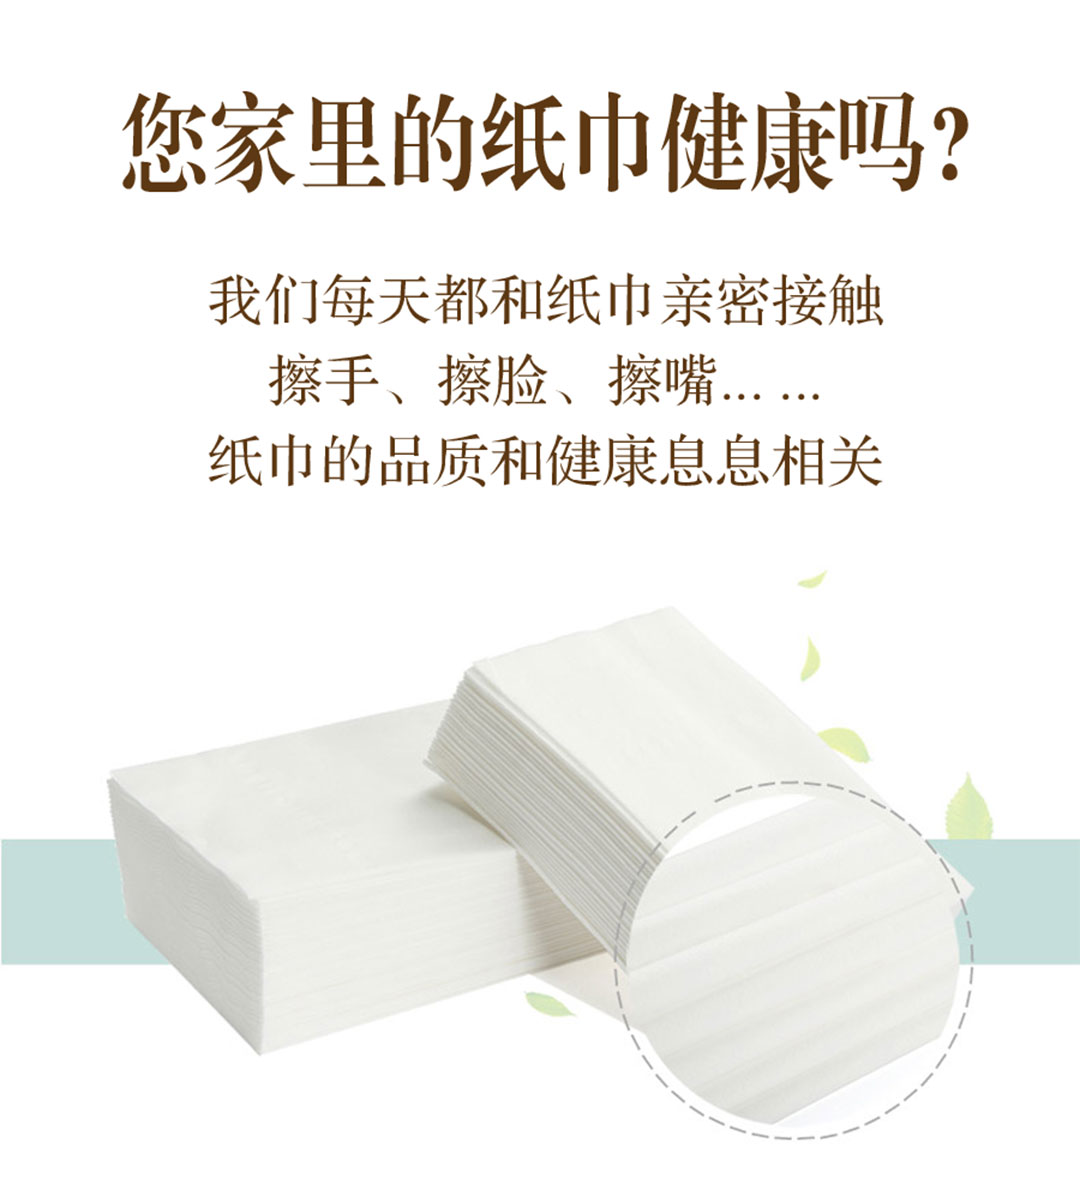 您家里的纸巾健康吗?
我们每天都和纸巾亲密接触
擦手、擦脸、擦嘴... ...
纸巾的品质和健康息息相关